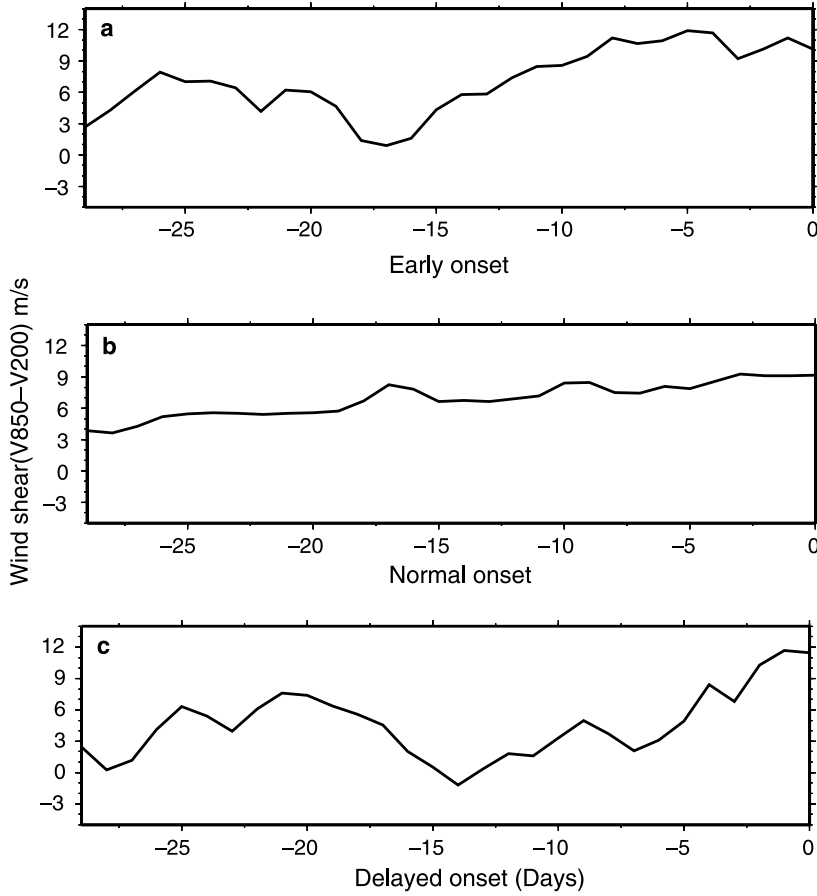 Wind shear(V850–V200) m/s
a
12
9
6
3
0
–3
–25 –20 –15 –10 –5 0
Early onset
b
12
9
6
3
0
–3
–25 –20 –15 –10 –5 0
Normal onset
c
12
9
6
3
0
–3
–25 –20 –15 –10 –5 0
Delayed onset (Days)